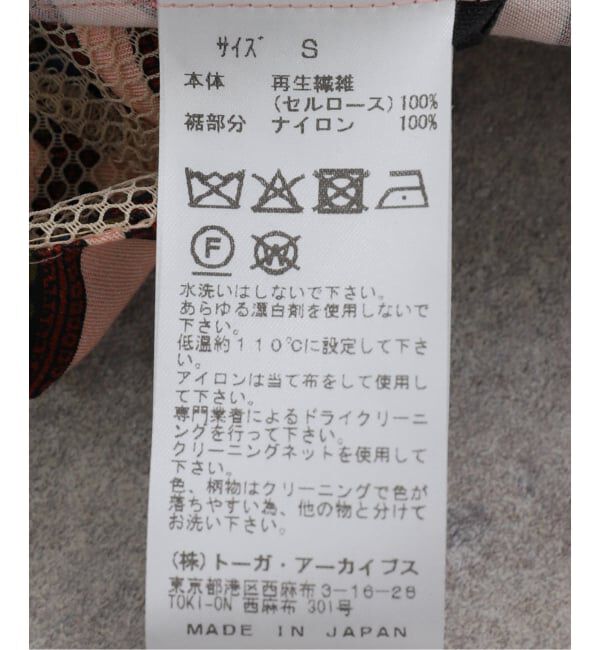 サイズ S
本体 再生繊維
(セルロース) 100%
裾部分 ナイロン 100%
F
W
水洗いはしないで下さい。
あらゆる漂白剤を使用しないで
下さい。
低温約110℃に設定して下さ
い。
アイロンは当て布をして使用し
て下さい。
専門業者によるドライクリーニ
ングを行って下さい。
クリーニングネットを使用して
下さい。
色、柄物はクリーニングで色が
落ちやすい為、他の物と分けて
お洗い下さい。
(株)トーガ・アーカイブス
東京都港区西麻布3-16-28
TOKI-ON 西麻布 301号
MADE IN JAPAN